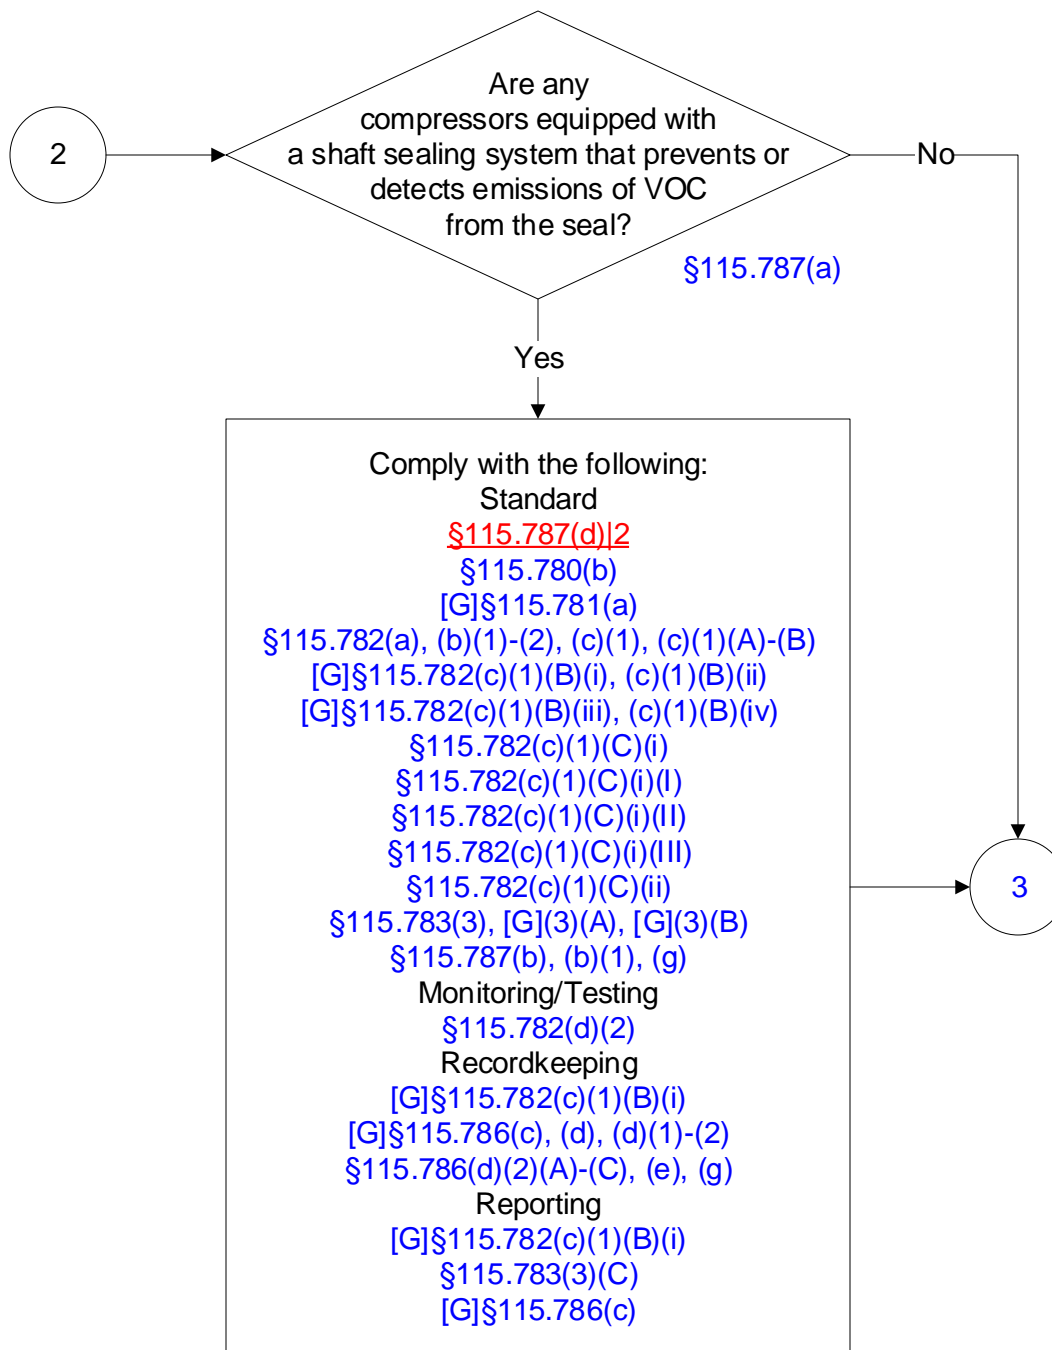 2
Are any
compressors equipped with
a shaft sealing system that prevents or
detects emissions of VOC
from the seal?
No
§115.787(a)
Yes
Comply with the following:
Standard
§115.787(d)|2
§115.780(b)
[G]§115.781(a)
§115.782(a), (b)(1)-(2), (c)(1), (c)(1)(A)-(B)
[G]§115.782(c)(1)(B)(i), (c)(1)(B)(ii)
[G]§115.782(c)(1)(B)(iii), (c)(1)(B)(iv)
§115.782(c)(1)(C)(i)
§115.782(c)(1)(C)(i)(I)
§115.782(c)(1)(C)(i)(II)
§115.782(c)(1)(C)(i)(III)
§115.782(c)(1)(C)(ii)
§115.783(3), [G](3)(A), [G](3)(B)
§115.787(b), (b)(1), (g)
Monitoring/Testing
§115.782(d)(2)
Recordkeeping
[G]§115.782(c)(1)(B)(i)
[G]§115.786(c), (d), (d)(1)-(2)
§115.786(d)(2)(A)-(C), (e), (g)
Reporting
[G]§115.782(c)(1)(B)(i)
§115.783(3)(C)
[G]§115.786(c)
3